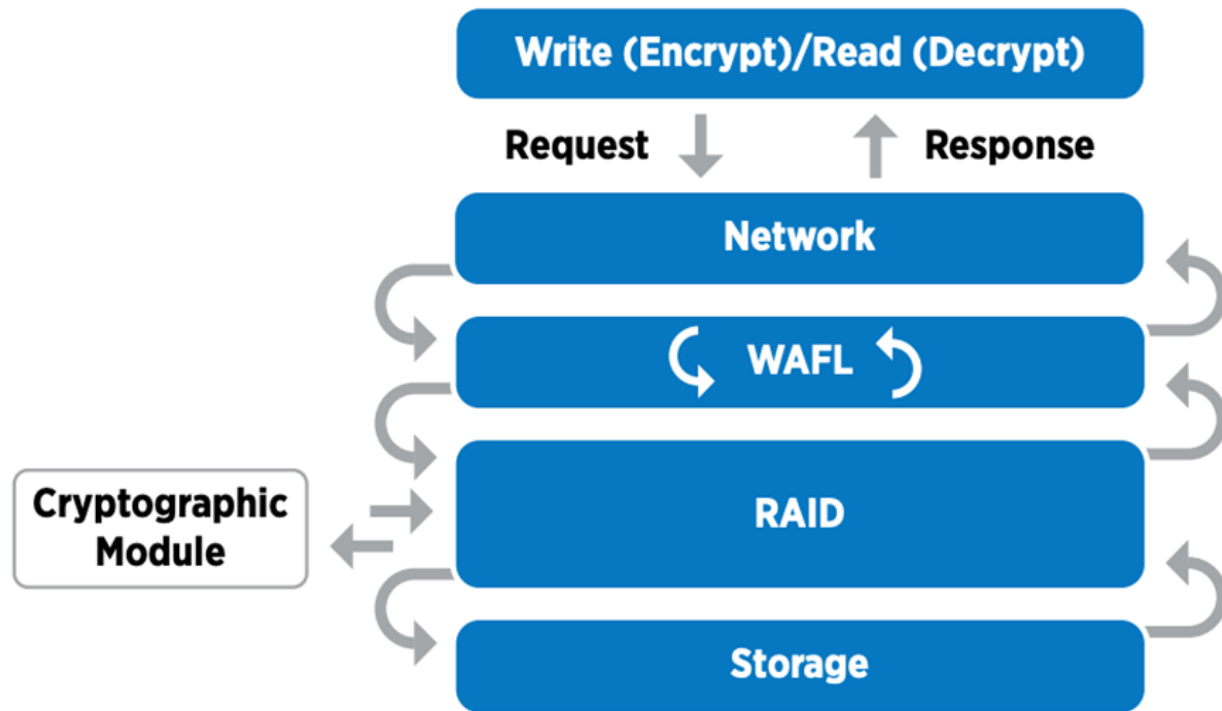 Write (Encrypt)/Read (Decrypt)
Request
Response
Network
WAFL
Cryptographic
Module
RAID
Storage